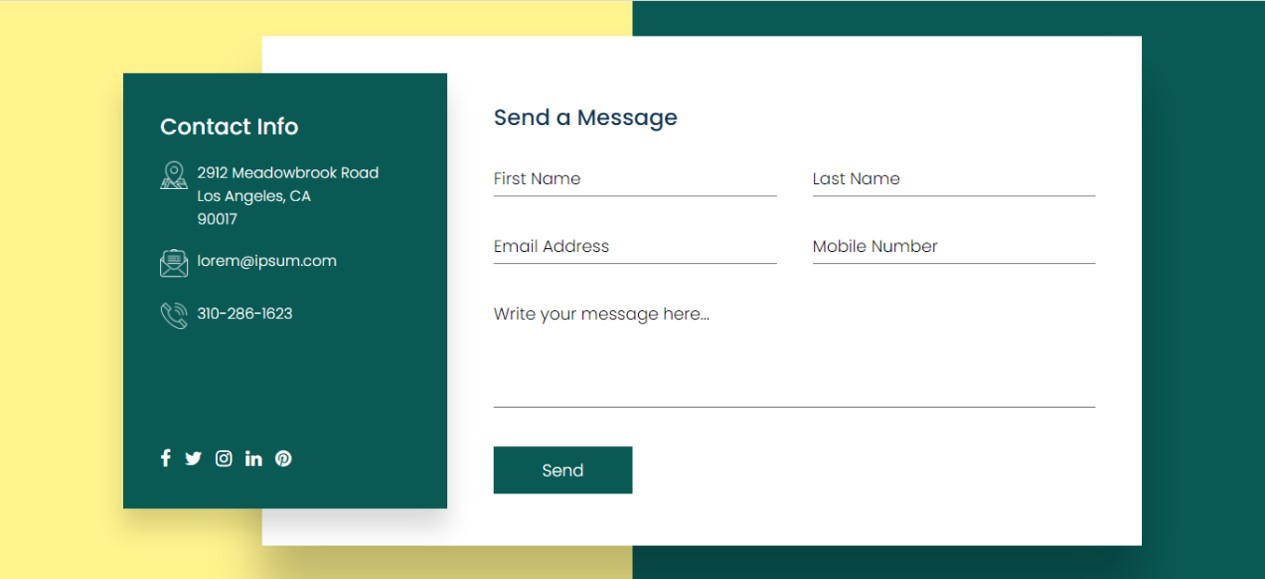 Contact Info
2912 Meadowbrook Road
Los Angeles, CA
90017
lorem@ipsum.com
310-286-1623
Send a Message
First Name
Last Name
Email Address
Mobile Number
Write your message here...
Send